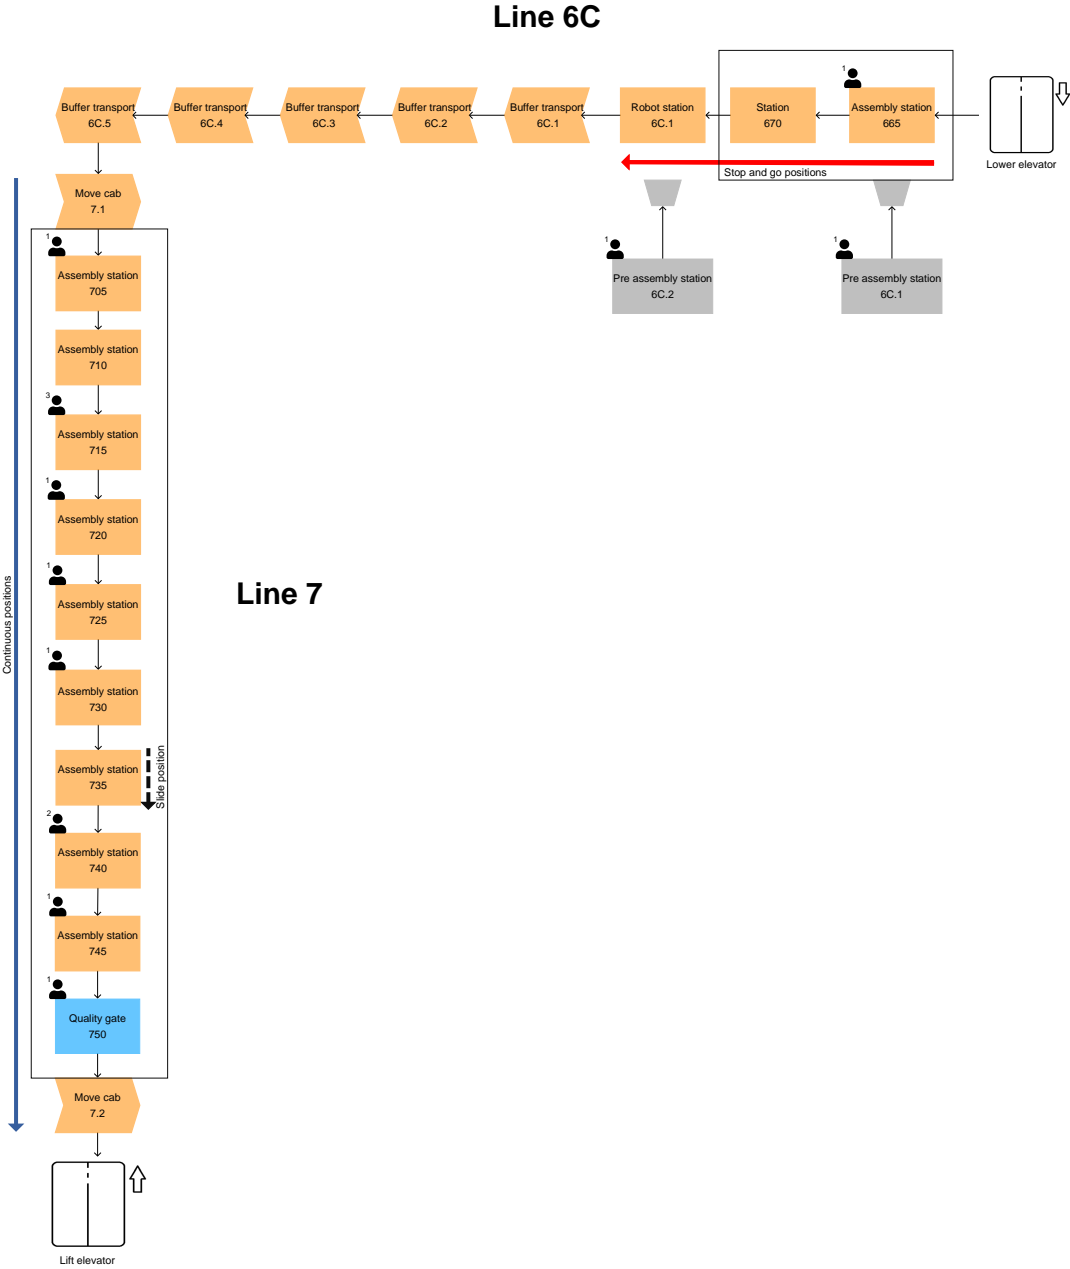 Line 6C
Buffer transport
6C.5
Buffer transport
6C.4
Buffer transport
6C.3
Buffer transport
6C.2
Buffer transport
6C.1
Robot station
6C.1
Station
670
1
Assembly station
665
Lower elevator
Stop and go positions
Move cab
7.1
1
Pre assembly station
6C.2
1
Pre assembly station
6C.1
1
Assembly station
705
Assembly station
710
3
Assembly station
715
1
Assembly station
720
1
Assembly station
725
Line 7
Continuous positions
1
Assembly station
730
Assembly station
735
Slide position
2
Assembly station
740
1
Assembly station
745
1
Quality gate
750
Move cab
7.2
Lift elevator